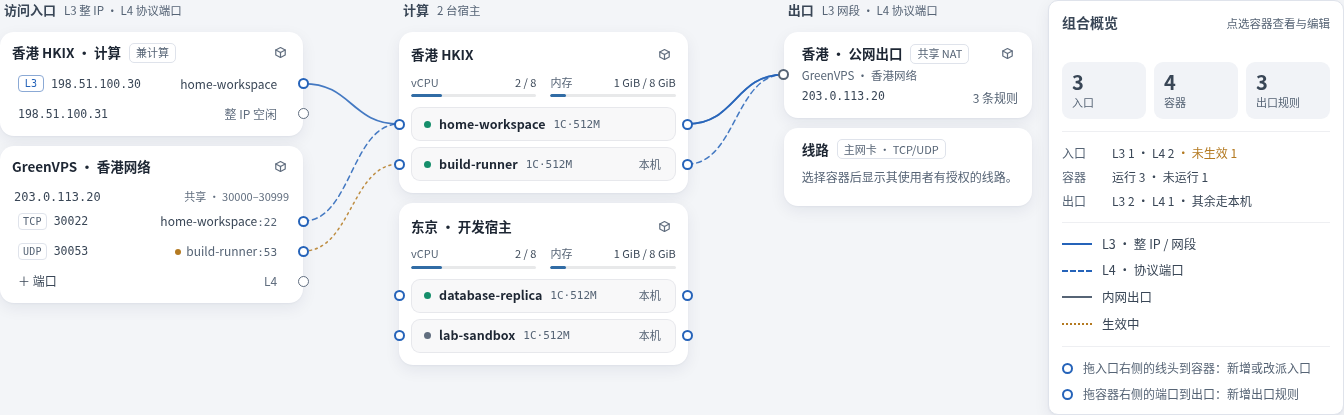 访问入口 L3 整 IP • L4 协议端口
香港 HKIX • 计算 兼计算
L3 198.51.100.30 home-workspace
198.51.100.31 整 IP 空闲
GreenVPS • 香港网络
203.0.113.20 共享 • 30000–30999
TCP 30022 home-workspace:22
UDP 30053 build-runner:53
+ 端口 L4
计算 2 台宿主
香港 HKIX
vCPU 2 / 8 内存 1 GiB / 8 GiB
home-workspace 1C·512M
build-runner 1C·512M 本机
东京 • 开发宿主
vCPU 2 / 8 内存 1 GiB / 8 GiB
database-replica 1C·512M 本机
lab-sandbox 1C·512M 本机
出口 L3 网段 • L4 协议端口
香港 • 公网出口 共享 NAT
GreenVPS • 香港网络
203.0.113.20 3 条规则
线路 主网卡 • TCP/UDP
选择容器后显示其使用者有授权的线路。
组合概览 点选容器查看与编辑
3 4 3
入口 容器 出口规则
入口 L3 1 • L4 2 • 未生效 1
容器 运行 3 • 未运行 1
出口 L3 2 • L4 1 • 其余走本机
L3 • 整 IP / 网段
L4 • 协议端口
内网出口
生效中
拖入口右侧的线头到容器：新增或改派入口
拖容器右侧的端口到出口：新增出口规则